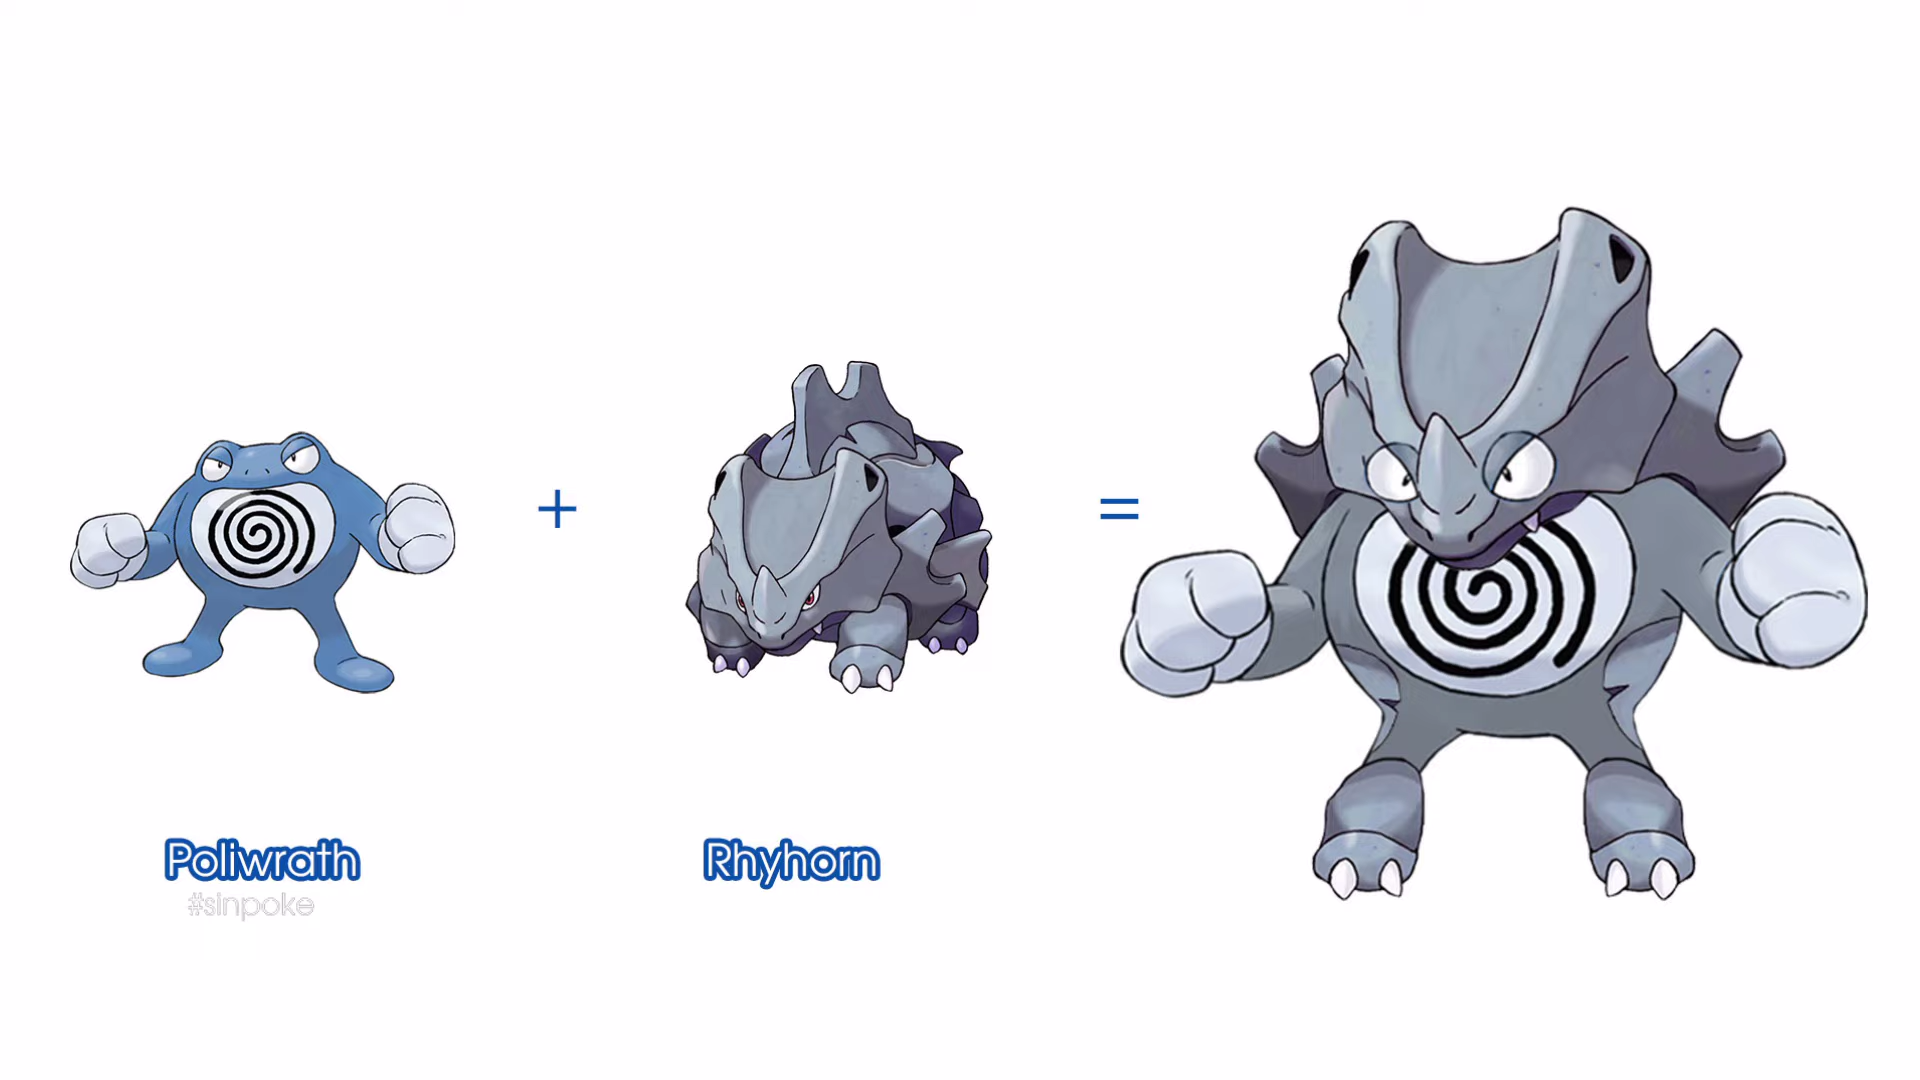 +
=
Poliwrath
Rhyhorn
#sinpoke